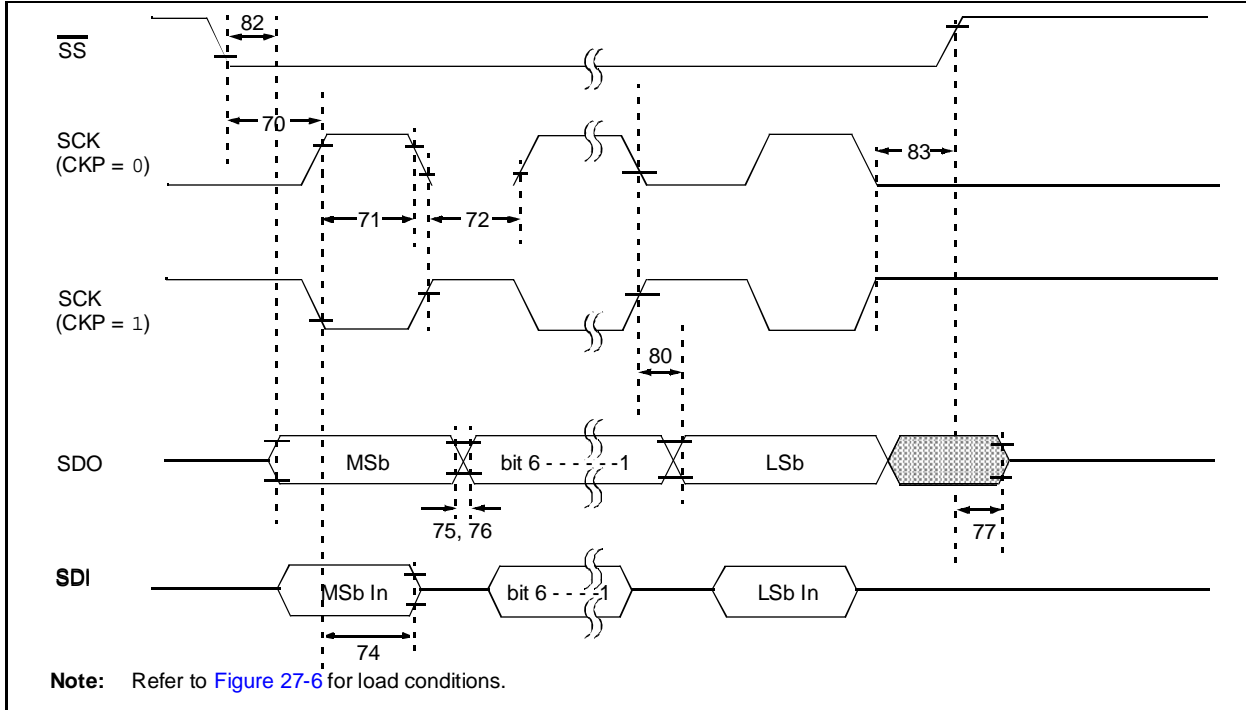 82
SS
70
SCK
(CKP = 0)
83
71
72
SCK
(CKP = 1)
80
SDO
MSb
bit 6 - - - - - -1
LSb
75, 76
77
SDI
MSb In
bit 6 - - - -1
LSb In
74
Note: Refer to Figure 27-6 for load conditions.